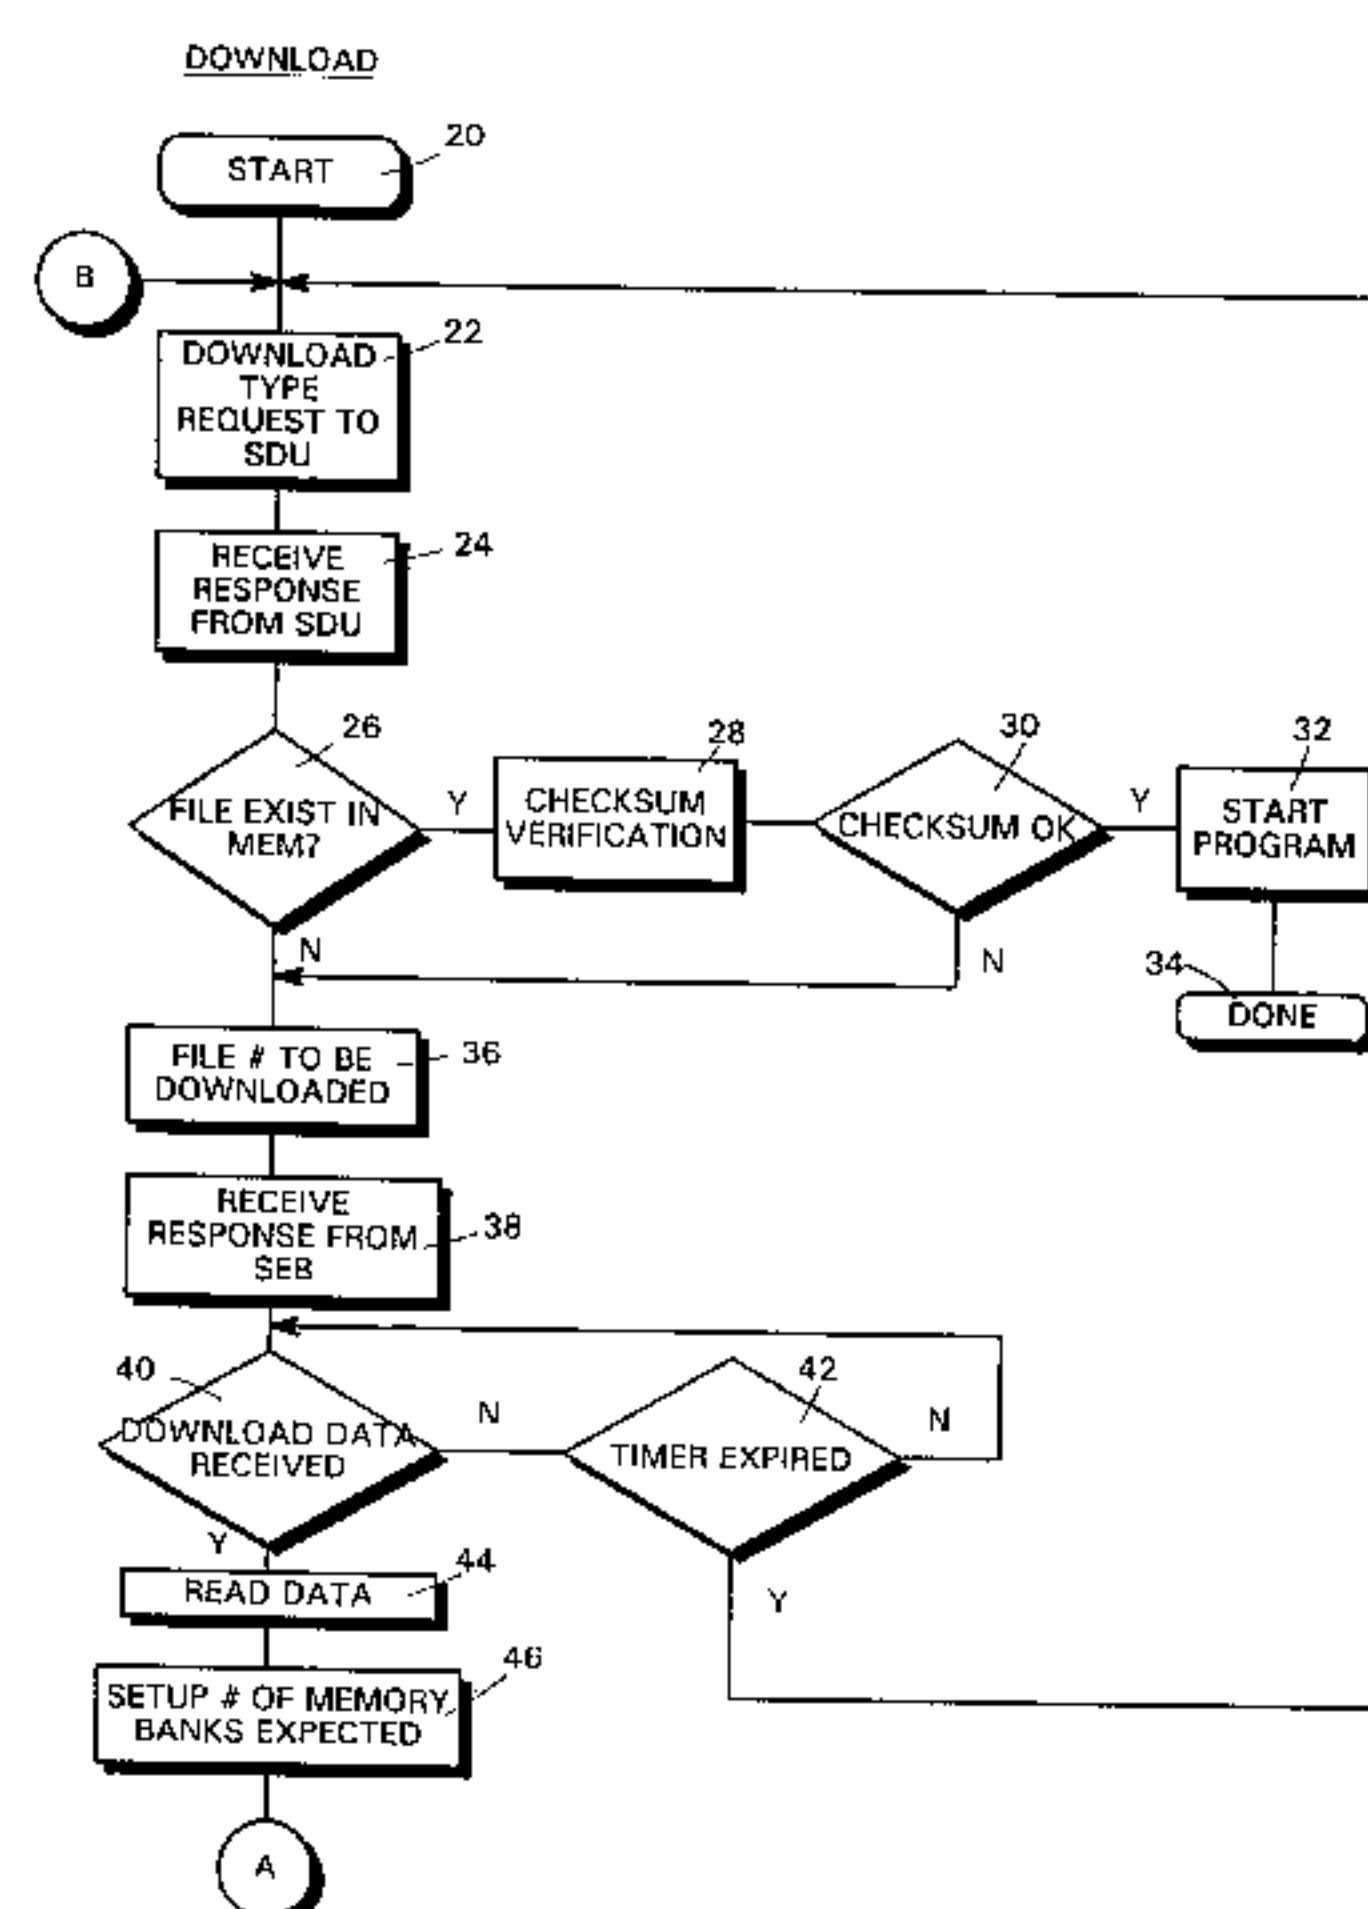 DOWNLOAD
START
20
B
DOWNLOAD
TYPE
REQUEST TO
SDU
22
RECEIVE
RESPONSE
FROM SDU
24
FILE EXIST IN
MEM?
26
Y
N
CHECKSUM
VERIFICATION
28
CHECKSUM OK
30
Y
N
START
PROGRAM
32
34
DONE
FILE # TO BE
DOWNLOADED
36
RECEIVE
RESPONSE FROM
SEB
38
40
DOWNLOAD DATA
RECEIVED
N
Y
TIMER EXPIRED
42
N
Y
READ DATA
44
SETUP # OF MEMORY
BANKS EXPECTED
46
A